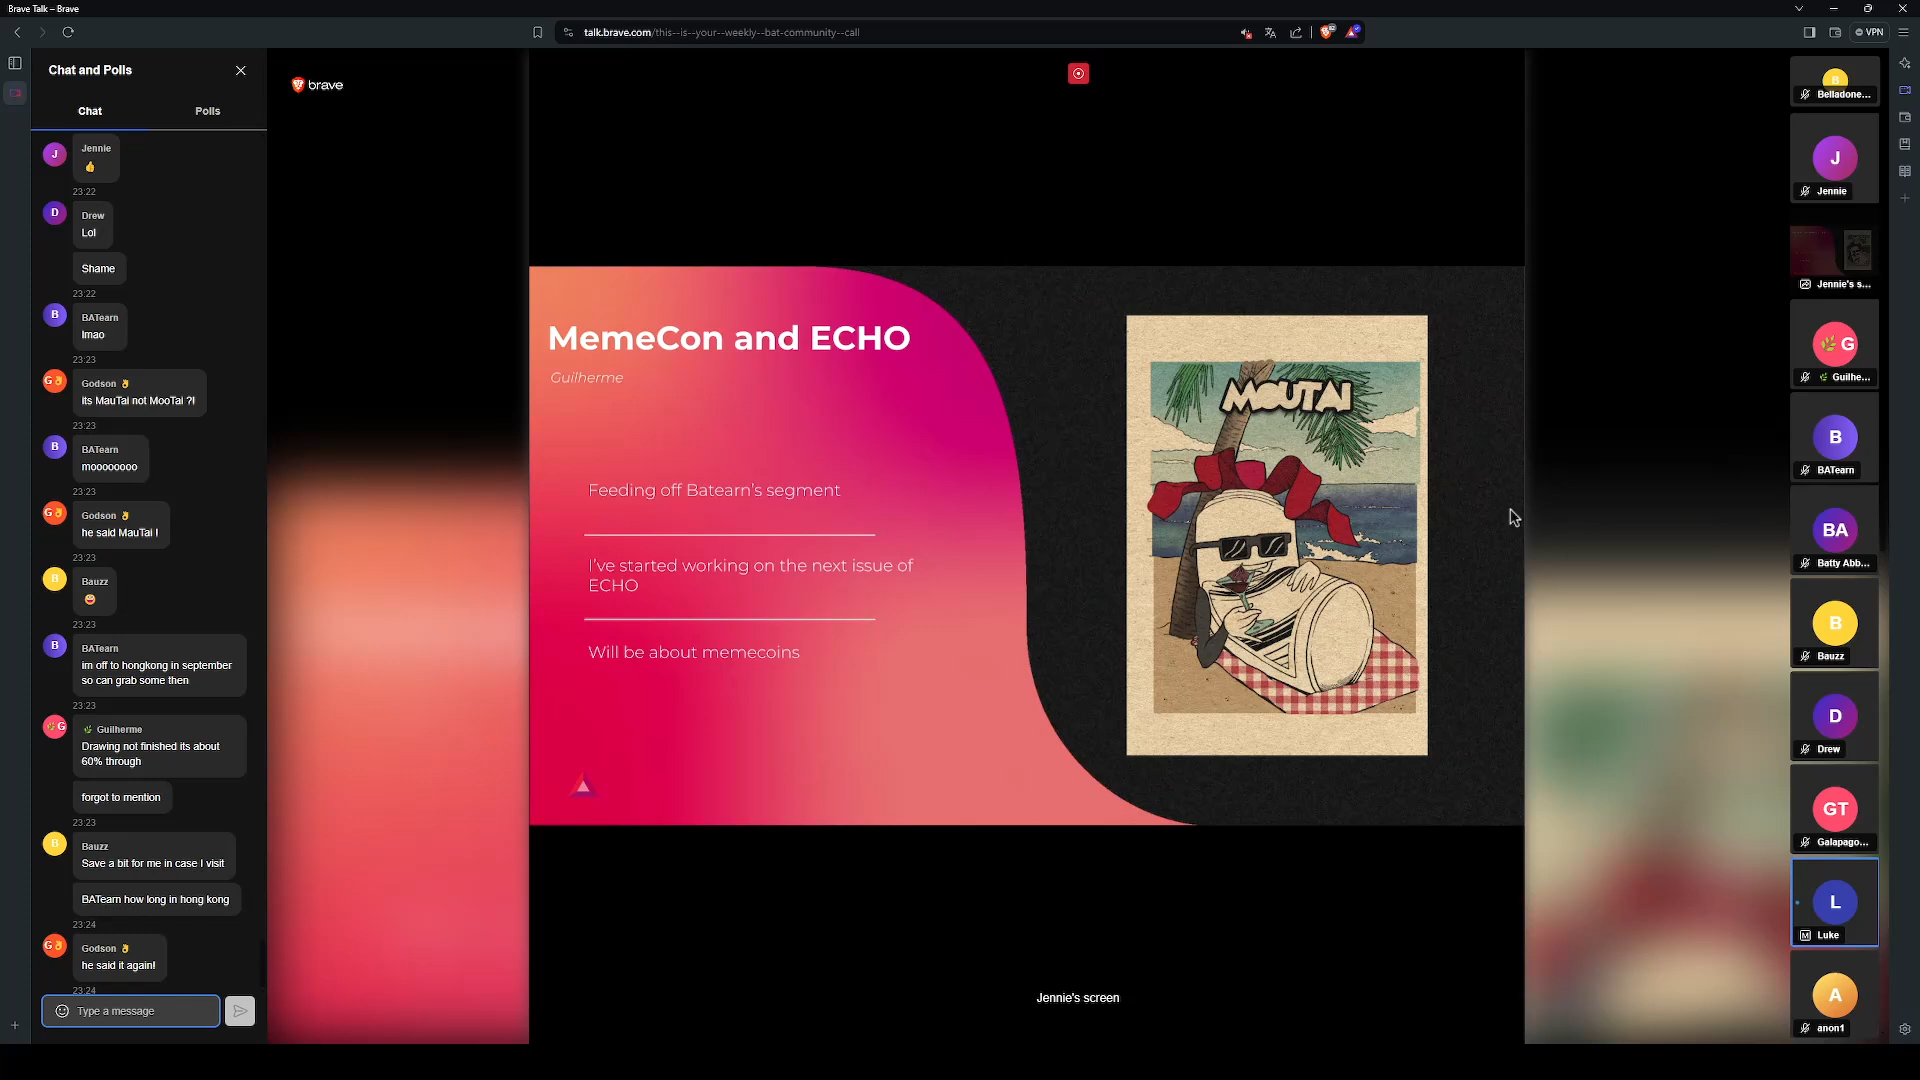 Brave Talk – Brave
talk.brave.com/this--is--your--weekly--bat-community--call
VPN
Chat and Polls
Chat
Polls
J
Jennie
👍
23:22
D
Drew
Lol
Shame
23:22
B
BATearn
lmao
23:23
G👌
Godson 👌
its MauTai not MooTai ?!
23:23
B
BATearn
moooooooo
23:23
G👌
Godson 👌
he said MauTai !
23:23
B
Bauzz
😄
23:23
B
BATearn
im off to hongkong in september
so can grab some then
23:23
🌿 G
🌿 Guilherme
Drawing not finished its about
60% through
forgot to mention
23:23
B
Bauzz
Save a bit for me in case I visit
BATearn how long in hong kong
23:24
G👌
Godson 👌
he said it again!
23:24
Type a message
brave
MemeCon and ECHO
Guilherme
Feeding off Batearn's segment
I've started working on the next issue of
ECHO
Will be about memecoins
MOUTAI
Jennie's screen
B
Belladone...
J
Jennie
Jennie's s...
🌿 G
🌿 Guilhe...
B
BATearn
BA
Batty Abb...
B
Bauzz
D
Drew
GT
Galapago...
L
M Luke
A
anon1